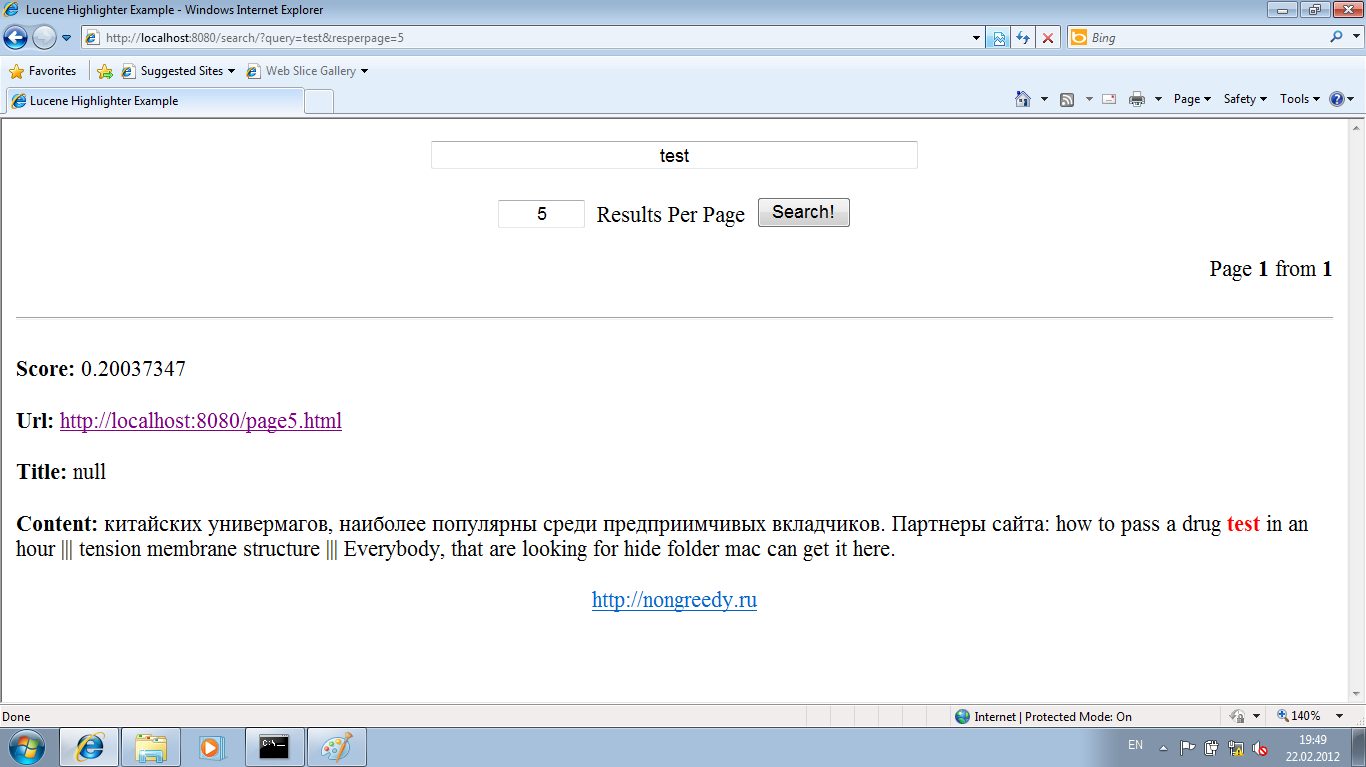 Lucene Highlighter Example - Windows Internet Explorer
http://localhost:8080/search/?query=test&resperpage=5
Bing
Favorites
Suggested Sites
Web Slice Gallery
Lucene Highlighter Example
Page
Safety
Tools
test
5
Results Per Page
Search!
Page 1 from 1
Score: 0.20037347
Url: http://localhost:8080/page5.html
Title: null
Content: китайских универмагов, наиболее популярны среди предприимчивых вкладчиков. Партнеры сайта: how to pass a drug test in an
hour ||| tension membrane structure ||| Everybody, that are looking for hide folder mac can get it here.
http://nongreedy.ru
Done
Internet | Protected Mode: On
140%
C:\_
EN
19:49
22.02.2012